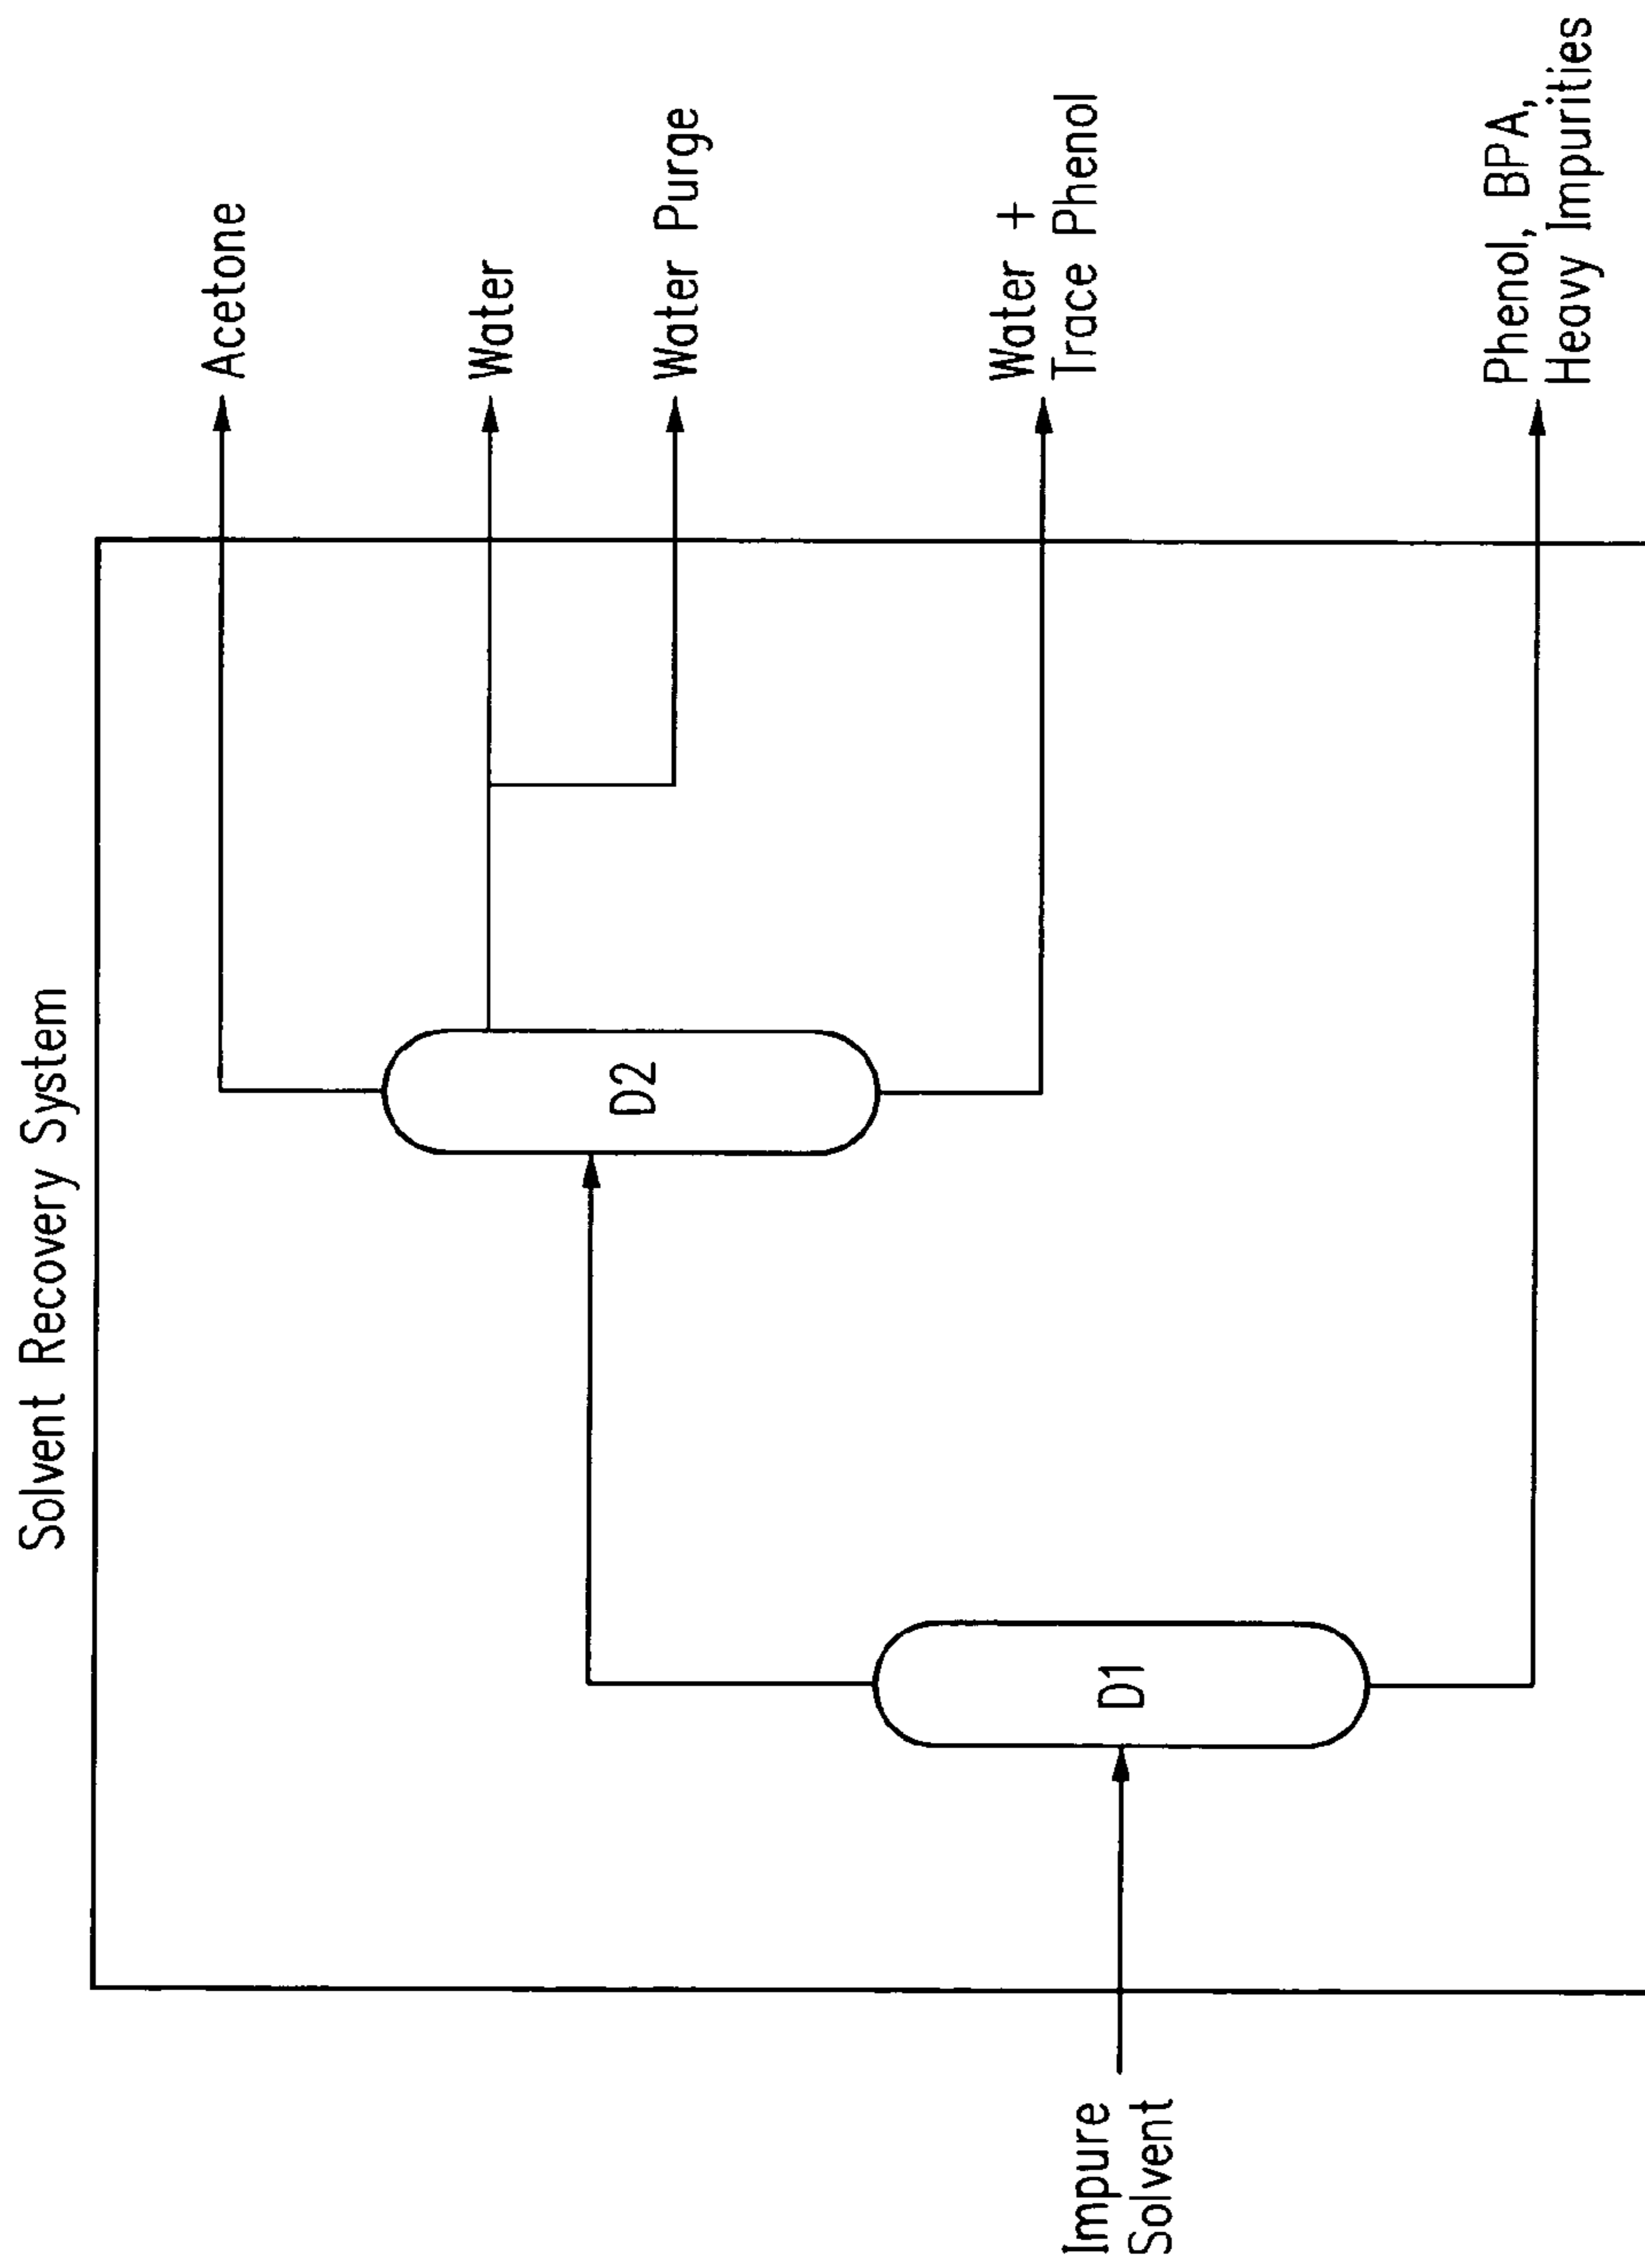 Solvent Recovery System
Acetone
Water
Water Purge
D2
Water +
Trace Phenol
Impure
Solvent
D1
Phenol, BPA,
Heavy Impurities